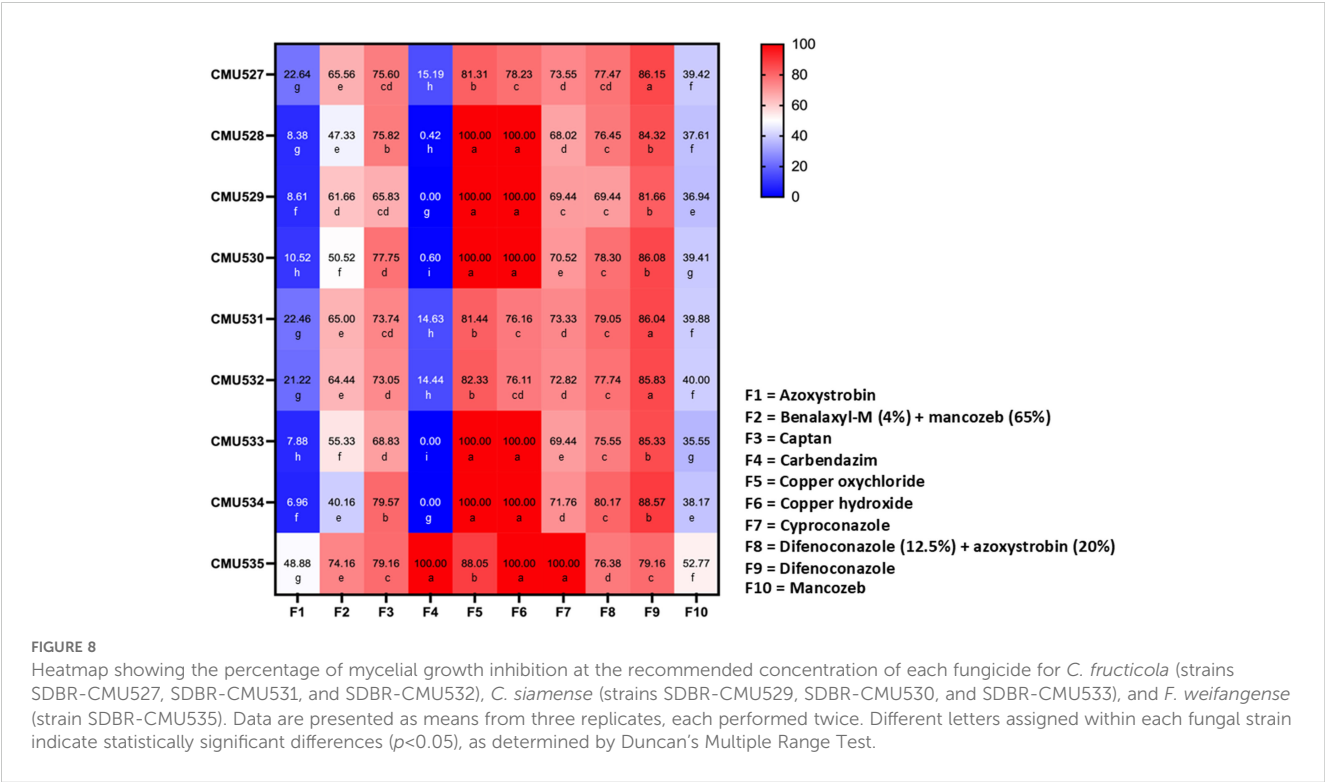 CMU527 22.64 65.56 75.60 15.19 81.31 78.23 73.55 77.47 86.15 39.42
g e cd h b c d cd a f
CMU528 8.38 47.33 75.82 0.42 100.00 100.00 68.02 76.45 84.32 37.61
g e b h a a d c b f
CMU529 8.61 61.66 65.83 0.00 100.00 100.00 69.44 69.44 81.66 36.94
f d cd g a a c c b e
CMU530 10.52 50.52 77.75 0.60 100.00 100.00 70.52 78.30 86.08 39.41
h f d i a a e c b g
CMU531 22.46 65.00 73.74 14.63 81.44 76.16 73.33 79.05 86.04 39.88
g e cd h b c d c a f
CMU532 21.22 64.44 73.05 14.44 82.33 76.11 72.82 77.74 85.83 40.00
g e d h b cd d c a f
CMU533 7.88 55.33 68.83 0.00 100.00 100.00 69.44 75.55 85.33 35.55
h f d i a a e c b g
CMU534 6.96 40.16 79.57 0.00 100.00 100.00 71.76 80.17 88.57 38.17
f e b g a a d c b e
CMU535 48.88 74.16 79.16 100.00 88.05 100.00 100.00 76.38 79.16 52.77
g e c a b a a d c f
F1 F2 F3 F4 F5 F6 F7 F8 F9 F10
100
80
60
40
20
0
F1 = Azoxystrobin
F2 = Benalaxyl-M (4%) + mancozeb (65%)
F3 = Captan
F4 = Carbendazim
F5 = Copper oxychloride
F6 = Copper hydroxide
F7 = Cyproconazole
F8 = Difenoconazole (12.5%) + azoxystrobin (20%)
F9 = Difenoconazole
F10 = Mancozeb
FIGURE 8
Heatmap showing the percentage of mycelial growth inhibition at the recommended concentration of each fungicide for C. fructicola (strains
SDBR-CMU527, SDBR-CMU531, and SDBR-CMU532), C. siamense (strains SDBR-CMU529, SDBR-CMU530, and SDBR-CMU533), and F. weifangense
(strain SDBR-CMU535). Data are presented as means from three replicates, each performed twice. Different letters assigned within each fungal strain
indicate statistically significant differences (p<0.05), as determined by Duncan's Multiple Range Test.